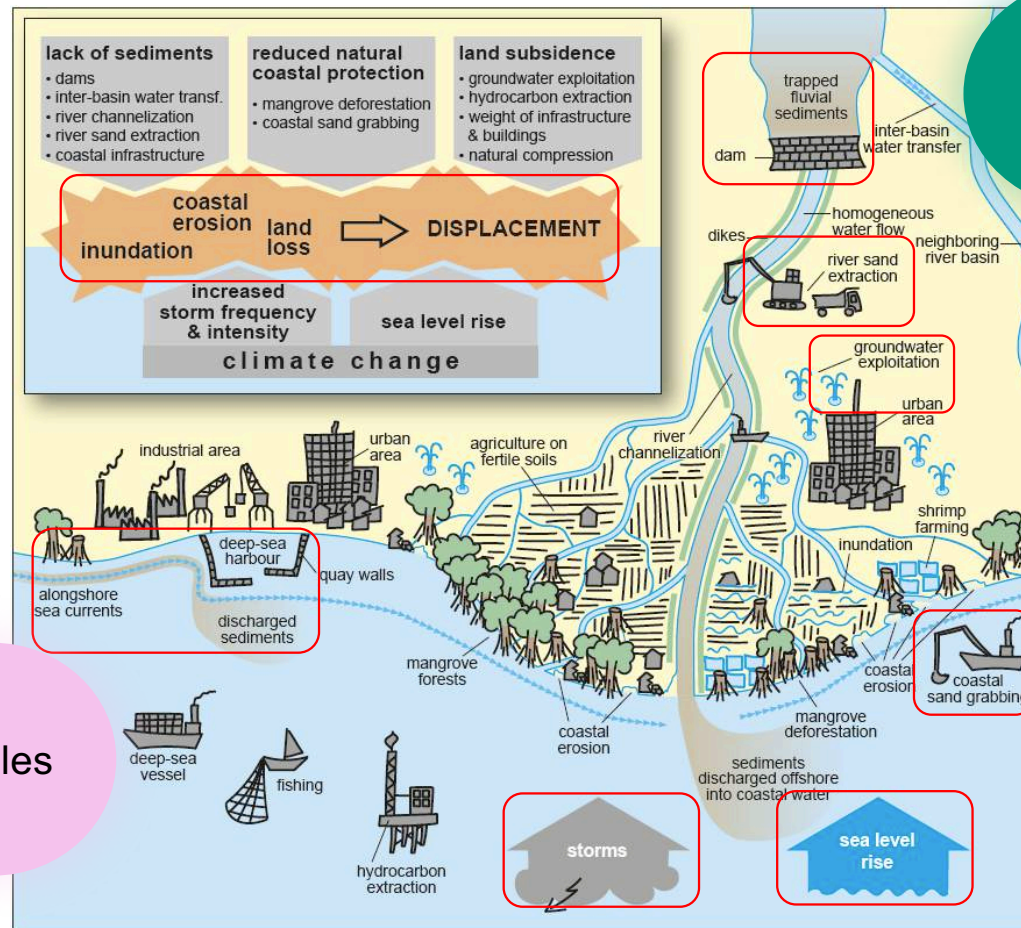 lack of sediments
• dams
• inter-basin water transf.
• river channelization
• river sand extraction
• coastal infrastructure
reduced natural
coastal protection
• mangrove deforestation
• coastal sand grabbing
land subsidence
• groundwater exploitation
• hydrocarbon extraction
• weight of infrastructure
& buildings
• natural compression
coastal
erosion
inundation
land
loss
DISPLACEMENT
increased
storm frequency
& intensity
sea level rise
climate change
trapped
fluvial
sediments
dam
inter-basin
water transfer
homogeneous
water flow
dikes
neighboring
river basin
river sand
extraction
groundwater
exploitation
urban
area
river
channelization
agriculture on
fertile soils
urban
area
industrial area
shrimp
farming
inundation
deep-sea
harbour
quay walls
alongshore
sea currents
discharged
sediments
mangrove
forests
coastal
erosion
coastal
erosion
coastal
sand grabbing
mangrove
deforestation
sediments
discharged offshore
into coastal water
les
deep-sea
vessel
fishing
hydrocarbon
extraction
storms
sea level
rise